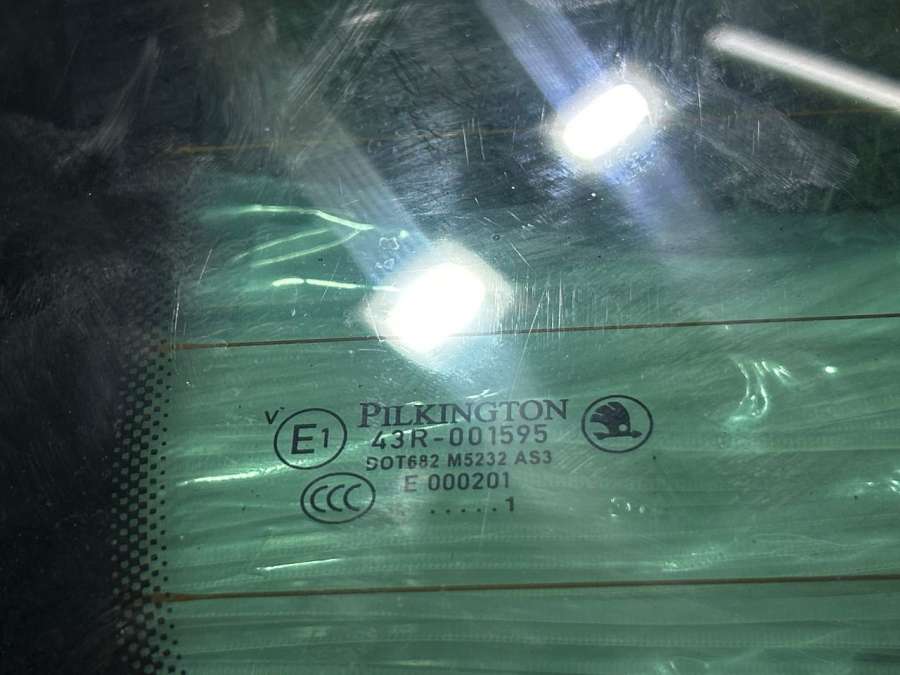 V-
E1
PILKINGTON
43R-001595
DOT682 M5232 AS3
E 000201
CCC
.....1